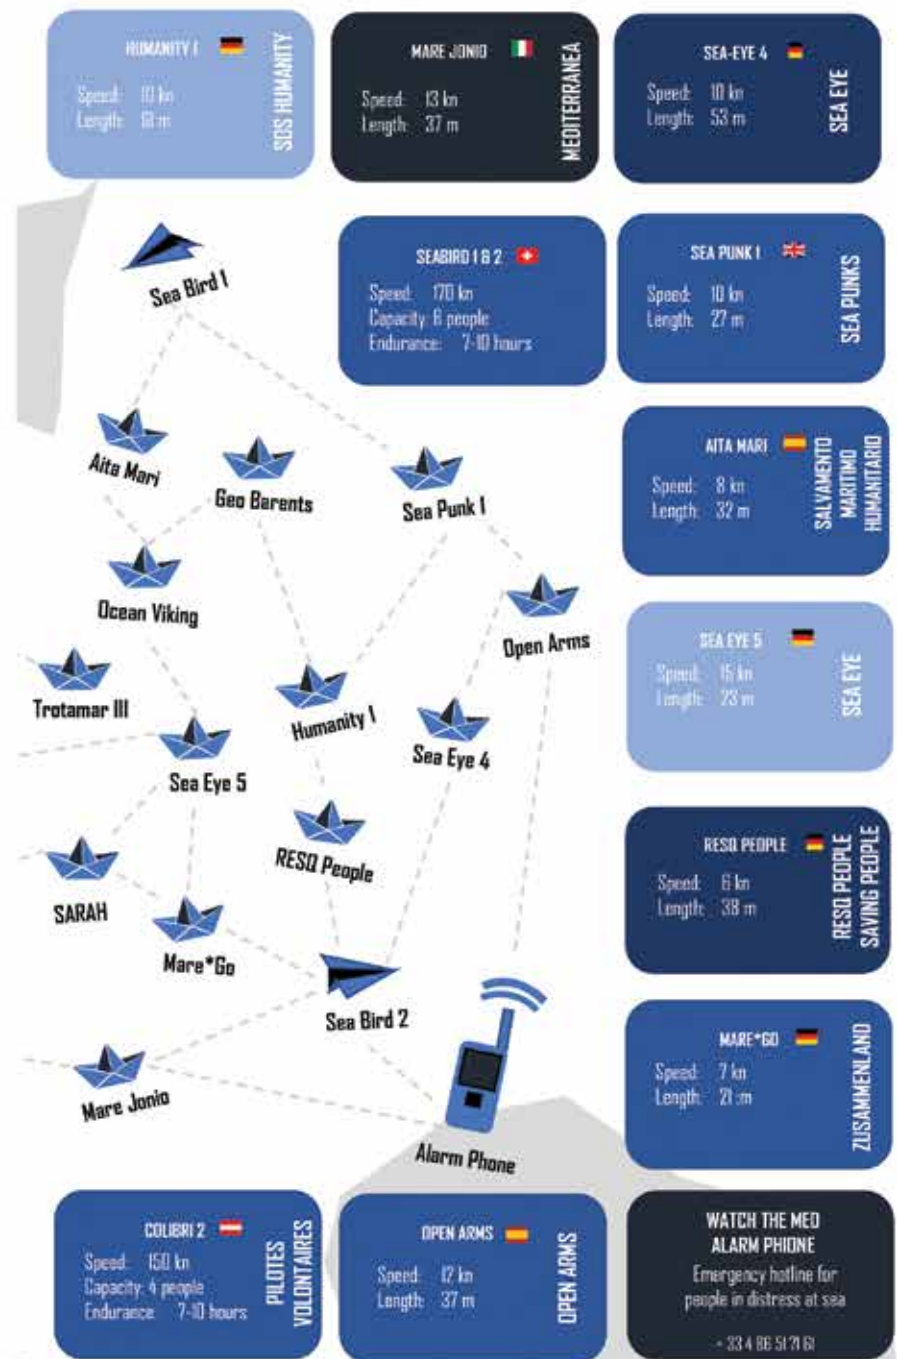 HUMANITY 1
Speed: 10 kn
Length:
SOS HUMANITY
MARE JONIO
Speed: 13 kn
Length: 37 m
MEDITERRANEA
SEA-EYE 4
Speed: 10 kn
Length: 53 m
SEA EYE
SEABIRD 1 & 2
Speed: 170 kn
Capacity: 6 people
Endurance: 7-10 hours
SEA PUNK 1
Speed: 10 kn
Length: 27 m
SEA PUNKS
Sea Bird 1
Aita Mari
Geo Barents
Sea Punk 1
AITA MARI
Speed: 8 kn
Length: 32 m
SALVAMENTO
MARITIMO
HUMANITARIO
Ocean Viking
Open Arms
Trotamar III
Humanity 1
Sea Eye 4
Sea Eye 5
SEA EYE 5
Speed: 15 kn
Length: 23 m
SEA EYE
RESQ People
SARAH
Mare*Go
Sea Bird 2
RESQ PEOPLE
Speed: 6 kn
Length: 38 m
RESQ PEOPLE
SAVING PEOPLE
Mare Jonio
Alarm Phone
MARE*GO
Speed: 7 kn
Length: 21 m
ZUSAMMENLAND
COLIBRI 2
Speed: 150 kn
Capacity: 4 people
Endurance: 7-10 hours
PILOTES
VOLONTAIRES
OPEN ARMS
Speed: 12 kn
Length: 37 m
OPEN ARMS
WATCH THE MED
ALARM PHIONE
Emergency hotline for
people in distress at sea
+ 33 4 86 51 71 61